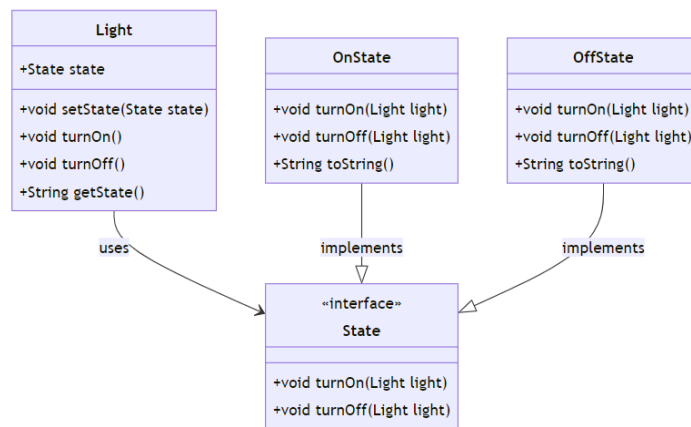 Light
+State state
+void setState(State state)
+void turnOn()
+void turnOff()
+String getState()
OnState
+void turnOn(Light light)
+void turnOff(Light light)
+String toString()
OffState
+void turnOn(Light light)
+void turnOff(Light light)
+String toString()
uses
implements
implements
«interface»
State
+void turnOn(Light light)
+void turnOff(Light light)